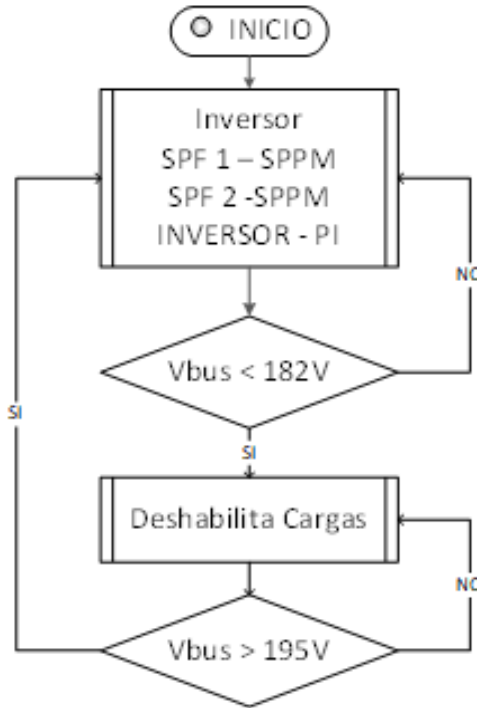 INICIO
Inversor
SPF 1 – SPPM
SPF 2 -SPPM
INVERSOR - PI
NO
Vbus < 182V
SI
SI
Deshabilita Cargas
NO
Vbus > 195V